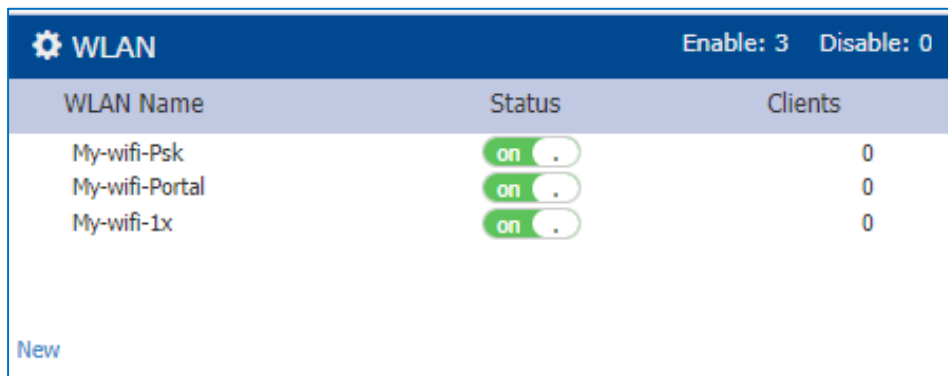 WLAN Enable: 3 Disable: 0
WLAN Name Status Clients
My-wifi-Psk on . 0
My-wifi-Portal on . 0
My-wifi-1x on . 0
New